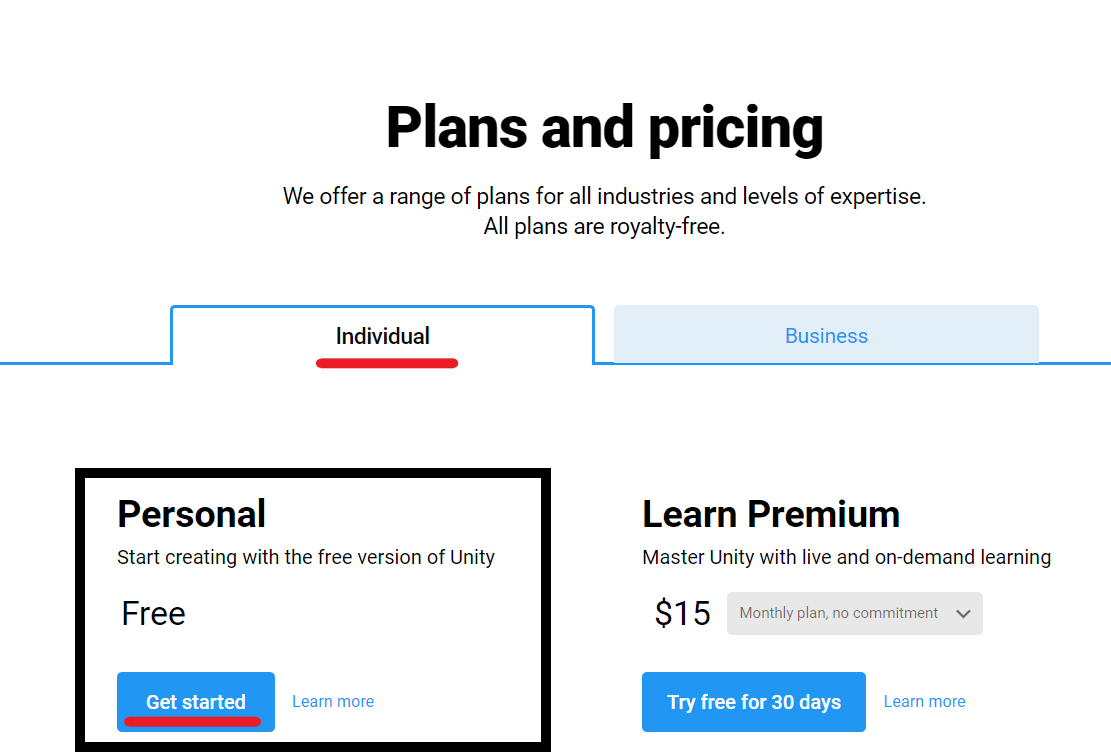 Plans and pricing
We offer a range of plans for all industries and levels of expertise.
All plans are royalty-free.
Individual
Business
Personal
Start creating with the free version of Unity
Free
Get started
Learn more
Learn Premium
Master Unity with live and on-demand learning
$15
Monthly plan, no commitment
Try free for 30 days
Learn more